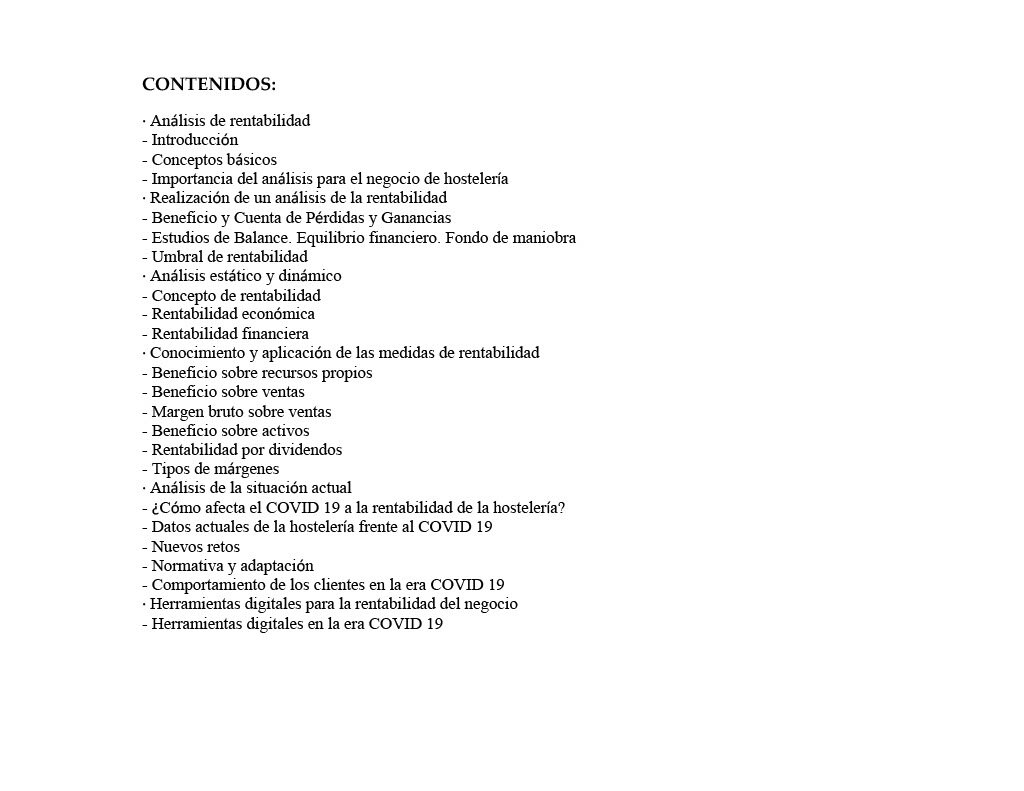 CONTENIDOS:
· Análisis de rentabilidad
- Introducción
- Conceptos básicos
- Importancia del análisis para el negocio de hostelería
· Realización de un análisis de la rentabilidad
- Beneficio y Cuenta de Pérdidas y Ganancias
- Estudios de Balance. Equilibrio financiero. Fondo de maniobra
- Umbral de rentabilidad
· Análisis estático y dinámico
- Concepto de rentabilidad
- Rentabilidad económica
- Rentabilidad financiera
· Conocimiento y aplicación de las medidas de rentabilidad
- Beneficio sobre recursos propios
- Beneficio sobre ventas
- Margen bruto sobre ventas
- Beneficio sobre activos
- Rentabilidad por dividendos
- Tipos de márgenes
· Análisis de la situación actual
- ¿Cómo afecta el COVID 19 a la rentabilidad de la hostelería?
- Datos actuales de la hostelería frente al COVID 19
- Nuevos retos
- Normativa y adaptación
- Comportamiento de los clientes en la era COVID 19
· Herramientas digitales para la rentabilidad del negocio
- Herramientas digitales en la era COVID 19